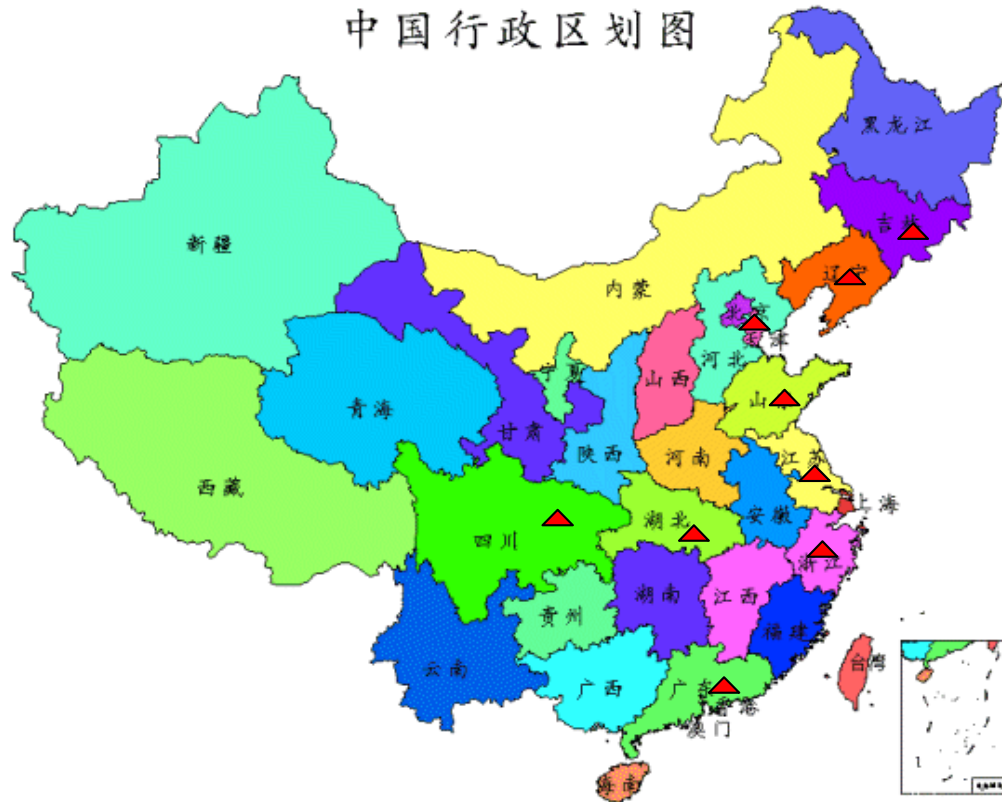 中国行政区划图
黑龙江
吉林
新疆
辽宁
内蒙
北京
天津
宁夏
山西
河北
青海
山东
甘肃
陕西
河南
江苏
西藏
上海
湖北
安徽
四川
浙江
湖南
江西
贵州
福建
云南
台湾
广西
广东
香港
澳门
海南
1